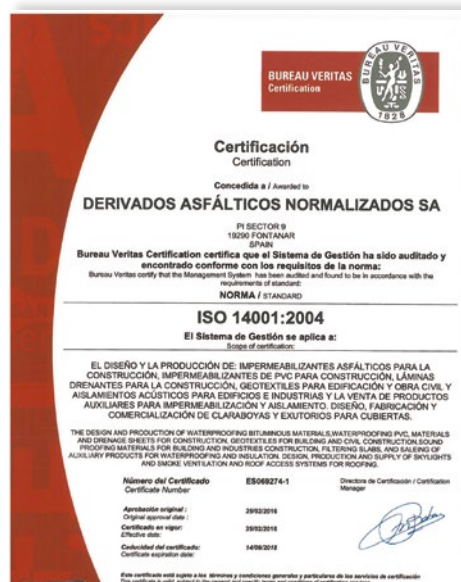 BUREAU VERITAS
Certification
BUREAU VERITAS
1828
Certificación
Certification
Concedida a / Awarded to
DERIVADOS ASFÁLTICOS NORMALIZADOS SA
PI SECTOR 9
19290 FONTANAR
SPAIN
Bureau Veritas Certification certifica que el Sistema de Gestión ha sido auditado y
encontrado conforme con los requisitos de la norma:
Bureau Veritas certify that the Management System has been audited and found to be in accordance with the
requirements of standard:
NORMA / STANDARD
ISO 14001:2004
El Sistema de Gestión se aplica a:
Scope of certification:
EL DISEÑO Y LA PRODUCCIÓN DE: IMPERMEABILIZANTES ASFÁLTICOS PARA LA
CONSTRUCCIÓN, IMPERMEABILIZANTES DE PVC PARA CONSTRUCCIÓN, LÁMINAS
DRENANTES PARA LA CONSTRUCCIÓN, GEOTEXTILES PARA EDIFICACIÓN Y OBRA CIVIL Y
AISLAMIENTOS ACÚSTICOS PARA EDIFICIOS E INDUSTRIAS Y LA VENTA DE PRODUCTOS
AUXILIARES PARA IMPERMEABILIZACIÓN Y AISLAMIENTO. DISEÑO, FABRICACIÓN Y
COMERCIALIZACIÓN DE CLARABOYAS Y EXUTORIOS PARA CUBIERTAS.
THE DESIGN AND PRODUCTION OF WATERPROOFING BITUMINOUS MATERIALS,WATERPROOFING PVC, MATERIALS
AND DRENAGE SHEETS FOR CONSTRUCTION, GEOTEXTILES FOR BUILDING AND CIVIL CONSTRUCTION,SOUND
PROOFING MATERIALS FOR BUILDING AND INDUSTRIES CONSTRUCTION, FILTERING SLABS, AND SALEING OF
AUXILIARY PRODUCTS FOR WATERPROOFING AND INSULATION. DESIGN, PRODUCTION AND SUPPLY OF SKYLIGHTS
AND SMOKE VENTILATION AND ROOF ACCESS SYSTEMS FOR ROOFING.
Número del Certificado ES069274-1 Directora de Certificación / Certification
Certificate Number Manager
Aprobación original : 29/02/2016
Original approval date :
Certificado en vigor: 29/02/2016
Effective date:
Caducidad del certificado: 14/09/2018
Certificate expiration date:
Este certificado está sujeto a los términos y condiciones generales y particulares de los servicios de certificación